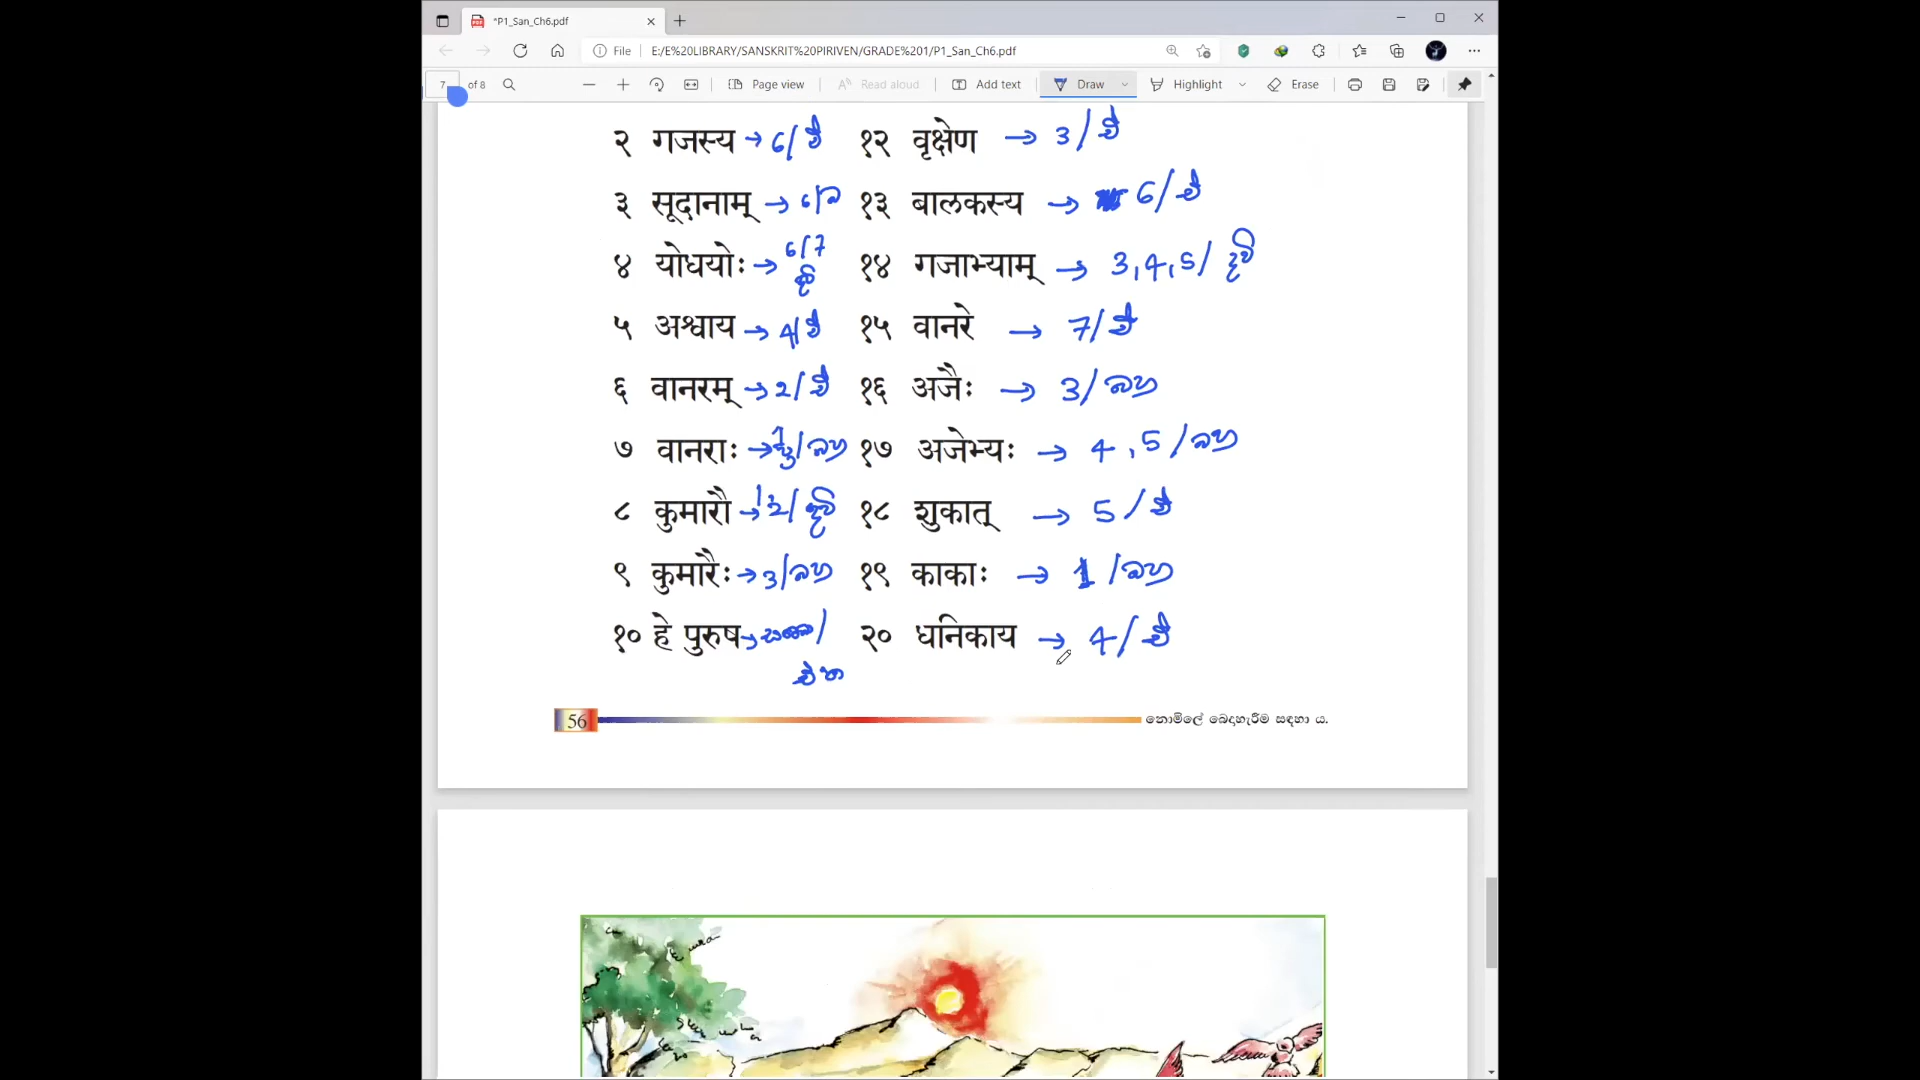 *P1_San_Ch6.pdf
File E:/E%20LIBRARY/SANSKRIT%20PIRIVEN/GRADE%201/P1_San_Ch6.pdf
7 of 8 Page view Read aloud Add text Draw Highlight Erase
२ गजस्य → 6/ඒ १२ वृक्षेण → 3/ඒ
३ सूदानाम् → 6/බ १३ बालकस्य → 6/ඒ
४ योधयोः → 6/7 ද්වි १४ गजाभ्याम् → 3,4,5/ද්වි
५ अश्वाय → 4/ඒ १५ वानरे → 7/ඒ
६ वानरम् → 2/ඒ १६ अजैः → 3/බහු
७ वानराः → 1/බහු १७ अजेभ्यः → 4,5/බහු
८ कुमारौ → 1 2/ද්වි १८ शुकात् → 5/ඒ
९ कुमारैः → 3/බහු १९ काकाः → 1/බහු
१० हे पुरुष → / ඒක २० धनिकाय → 4/ඒ
56 නොමිලේ බෙදාහැරීම සඳහා ය.